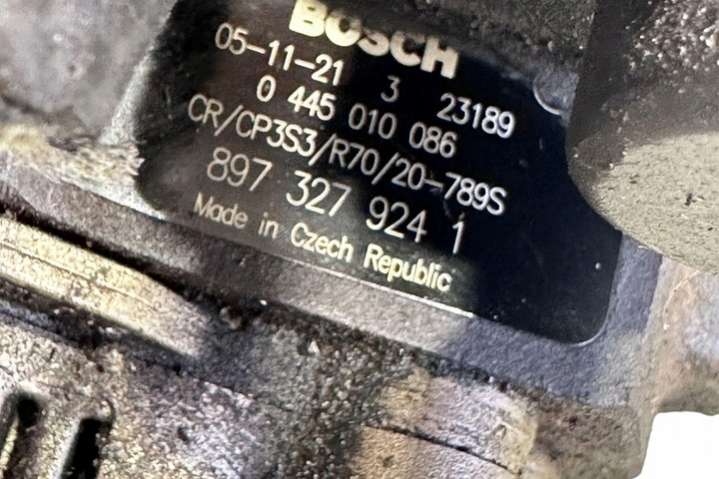 BOSCH
05-11-21 3 23189
0 445 010 086
CR/CP3S3/R70/20-789S
897 327 924 1
Made in Czech Republic